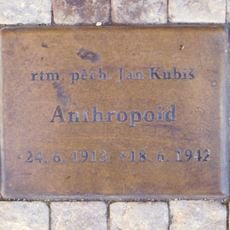 rtm pěch Jan Kubiš
Anthropoid
*24. 6. 1913 †18. 6. 1942